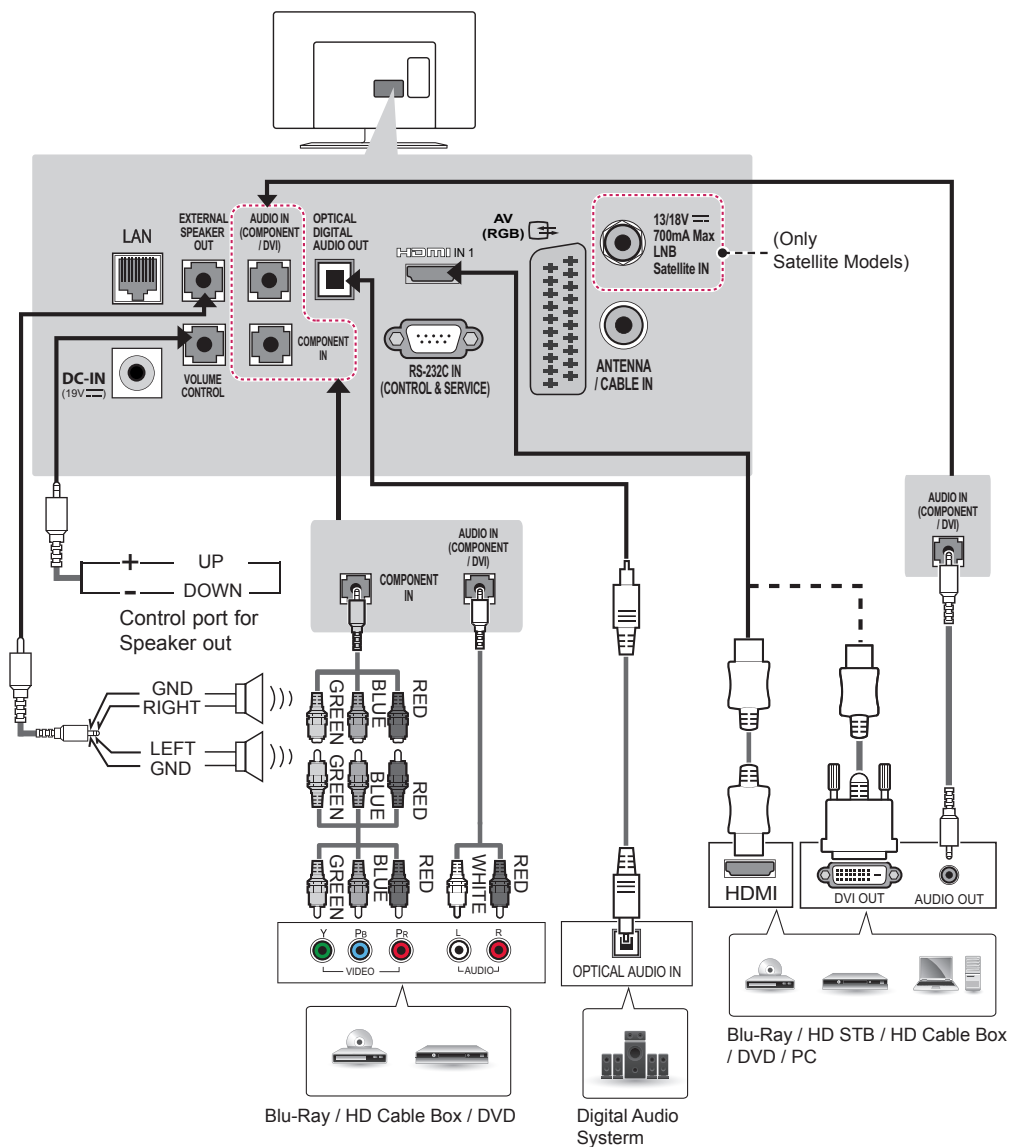 LAN
EXTERNAL
SPEAKER
OUT
AUDIO IN
(COMPONENT
/ DVI)
OPTICAL
DIGITAL
AUDIO OUT
HDMI IN 1
AV
(RGB)
13/18V
700mA Max
LNB
Satellite IN
(Only
Satellite Models)
DC-IN
(19V)
VOLUME
CONTROL
COMPONENT
IN
RS-232C IN
(CONTROL & SERVICE)
ANTENNA
/ CABLE IN
AUDIO IN
(COMPONENT
/ DVI)
+ UP
- DOWN
Control port for
Speaker out
COMPONENT
IN
AUDIO IN
(COMPONENT
/ DVI)
GND
RIGHT
LEFT
GND
GREEN
BLUE
RED
GREEN
BLUE
RED
GREEN
BLUE
RED
WHITE
RED
Y PB PR
VIDEO
L R
AUDIO
OPTICAL AUDIO IN
HDMI
DVI OUT
AUDIO OUT
Blu-Ray / HD Cable Box / DVD
Digital Audio
Systerm
Blu-Ray / HD STB / HD Cable Box
/ DVD / PC